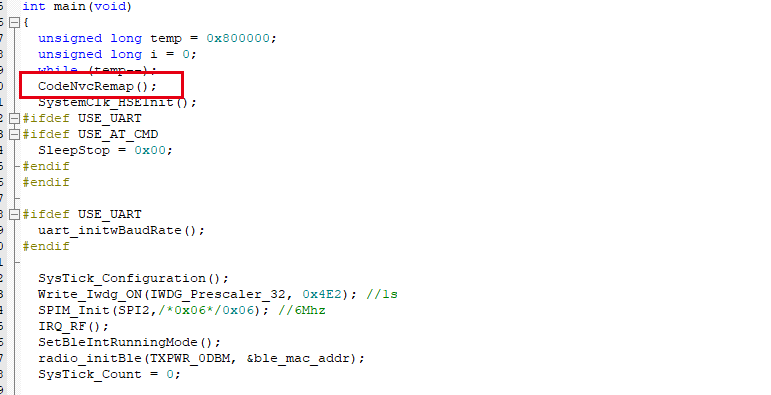 int main(void)
{
unsigned long temp = 0x800000;
unsigned long i = 0;
while (temp--);
CodeNvcRemap();
SystemClk_HSEInit();
#ifdef USE_UART
#ifdef USE_AT_CMD
SleepStop = 0x00;
#endif
#endif
#ifdef USE_UART
uart_initwBaudRate();
#endif
SysTick_Configuration();
Write_Iwdg_ON(IWDG_Prescaler_32, 0x4E2); //1s
SPIM_Init(SPI2,/*0x06*/0x06); //6Mhz
IRQ_RF();
SetBleIntRunningMode();
radio_initBle(TXPWR_0DBM, &ble_mac_addr);
SysTick_Count = 0;